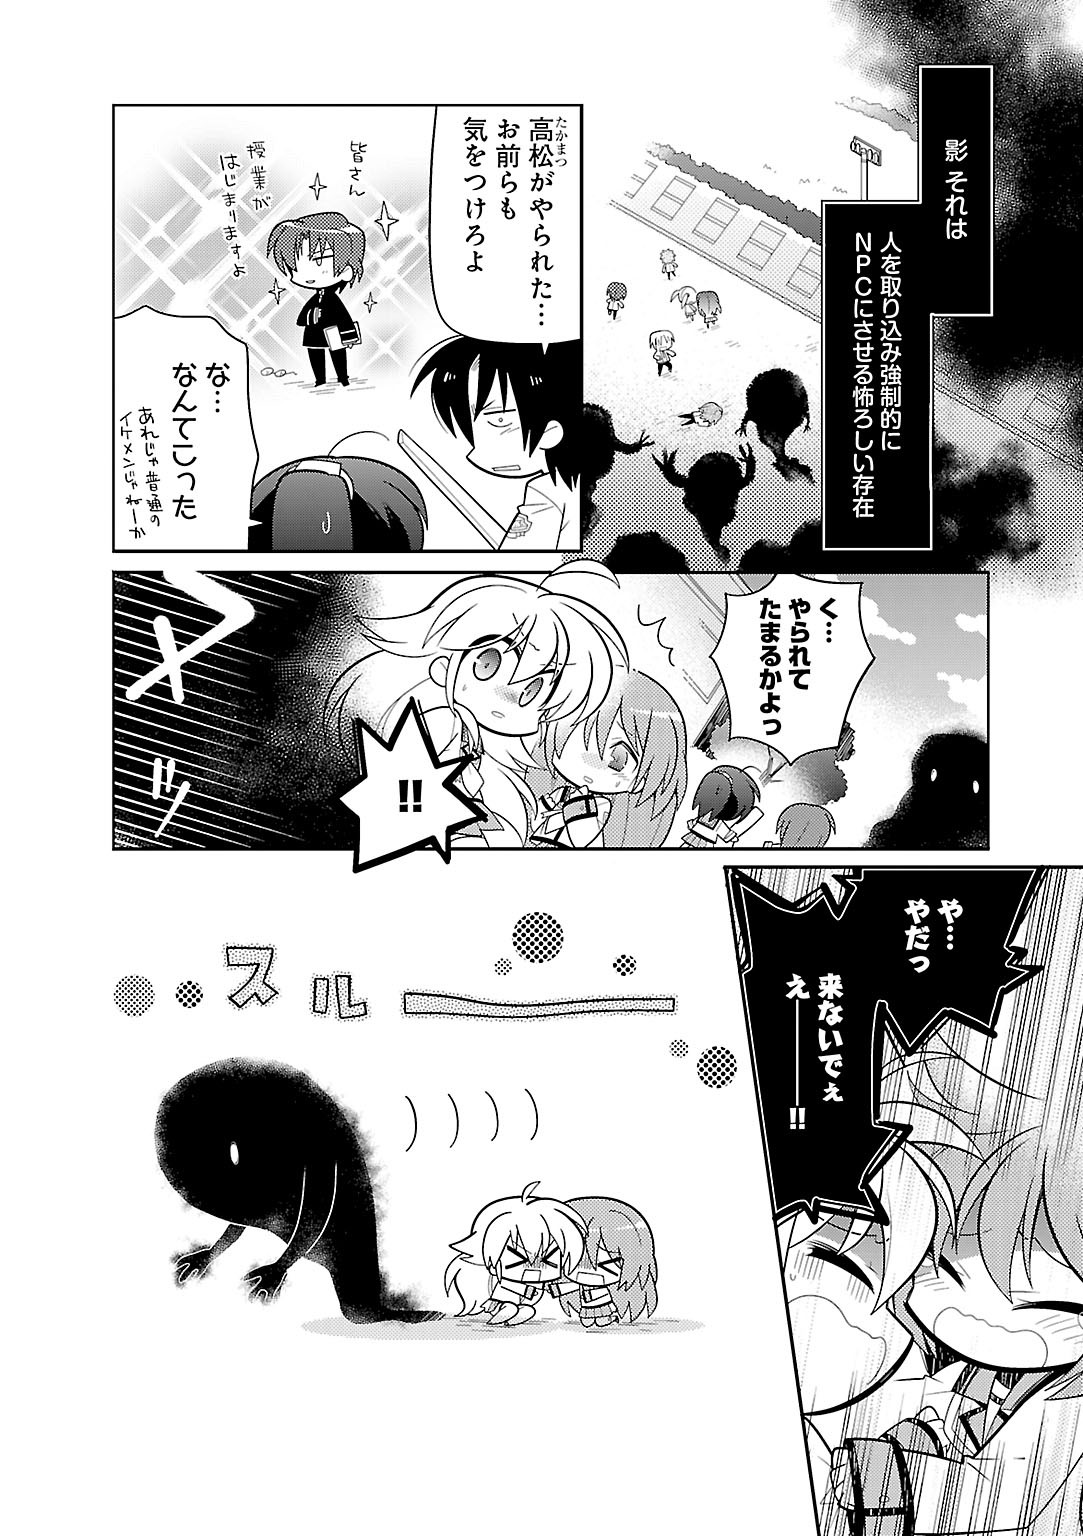 影 それは
人を取り込み強制的に
NPCにさせる怖ろしい存在
高松がやられた…
たかまつ
お前らも
気をつけろよ
皆さん
授業が
はじまりますよ
な…
なんてこった
あれじゃ普通の
イケメンじゃねーか
く…
やられて
たまるかよっ
!!
バッ
や…
やだっ
来ないでぇ
え――!!
スルー